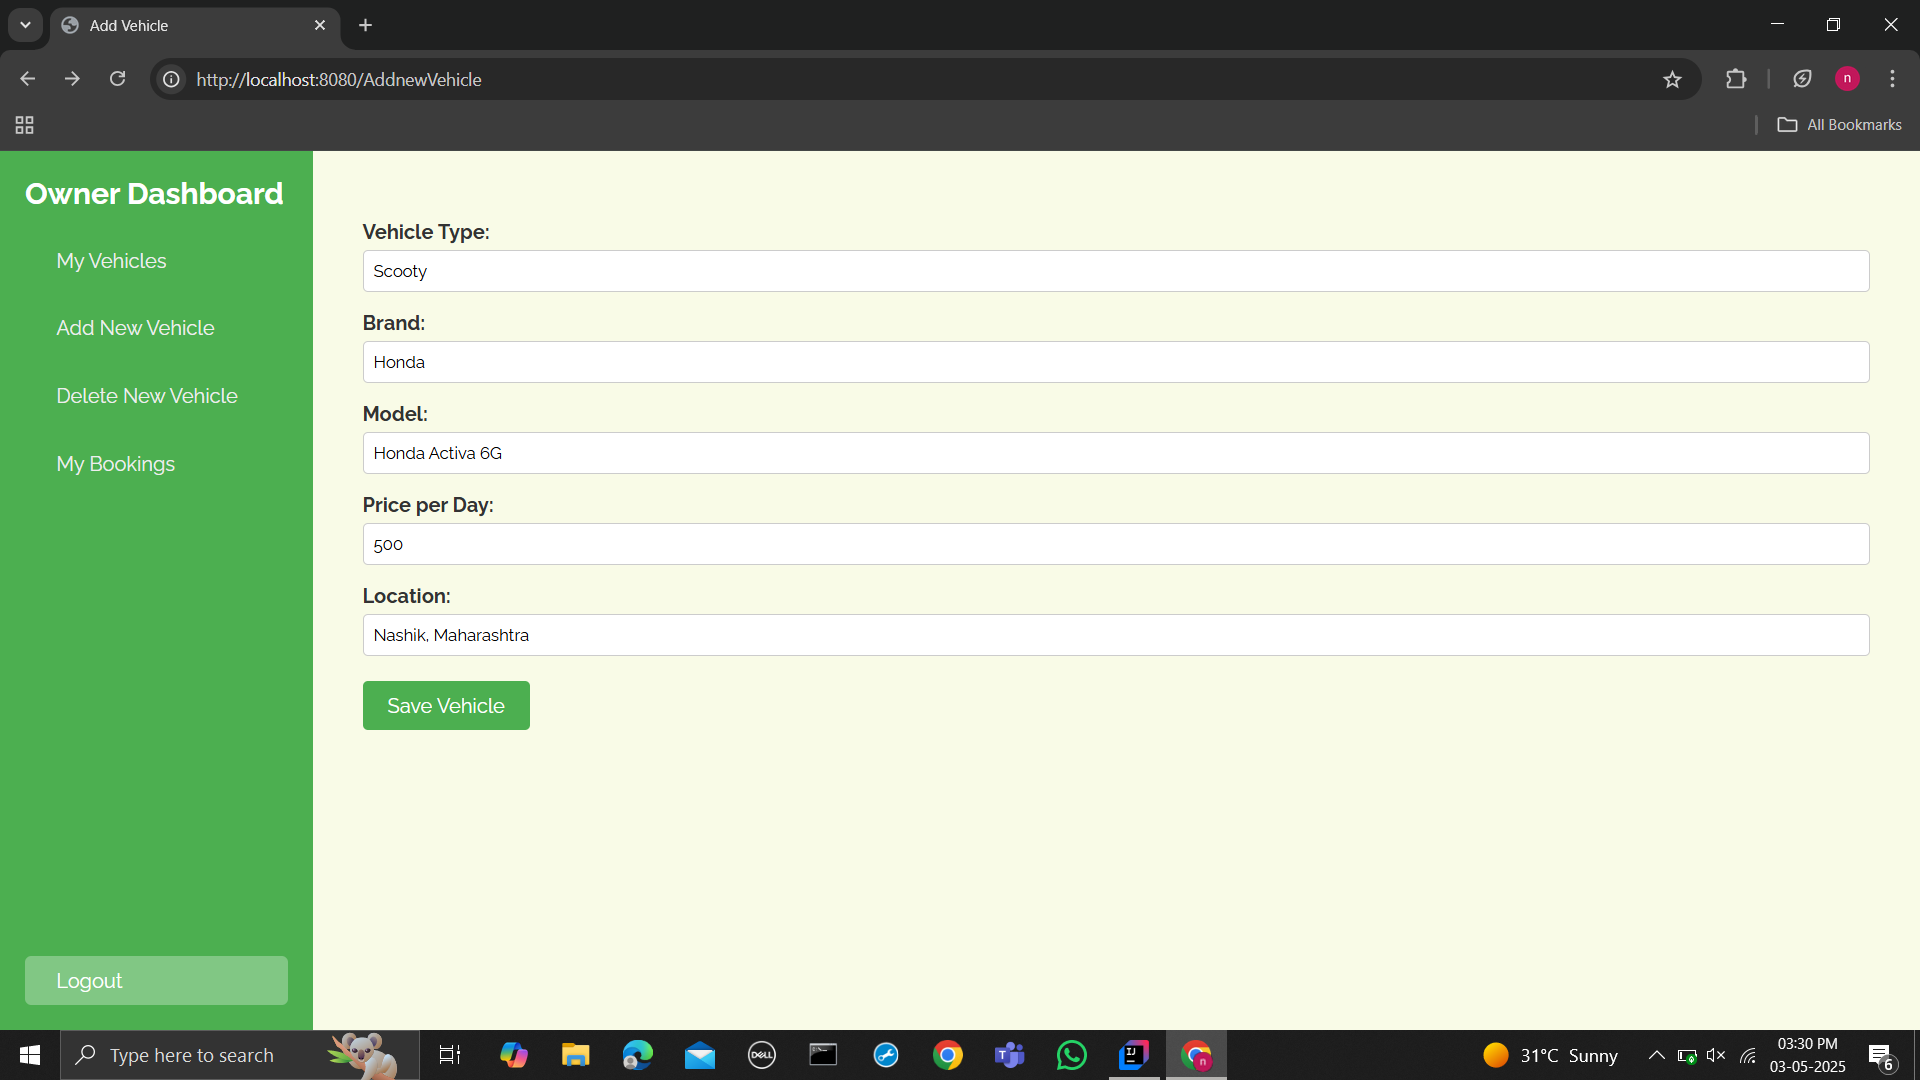 Add Vehicle
http://localhost:8080/AddnewVehicle
n
All Bookmarks
Owner Dashboard
My Vehicles
Add New Vehicle
Delete New Vehicle
My Bookings
Logout
Vehicle Type:
Scooty
Brand:
Honda
Model:
Honda Activa 6G
Price per Day:
500
Location:
Nashik, Maharashtra
Save Vehicle
Type here to search
DELL
T
IJ
n
31°C Sunny
03:30 PM
03-05-2025
6